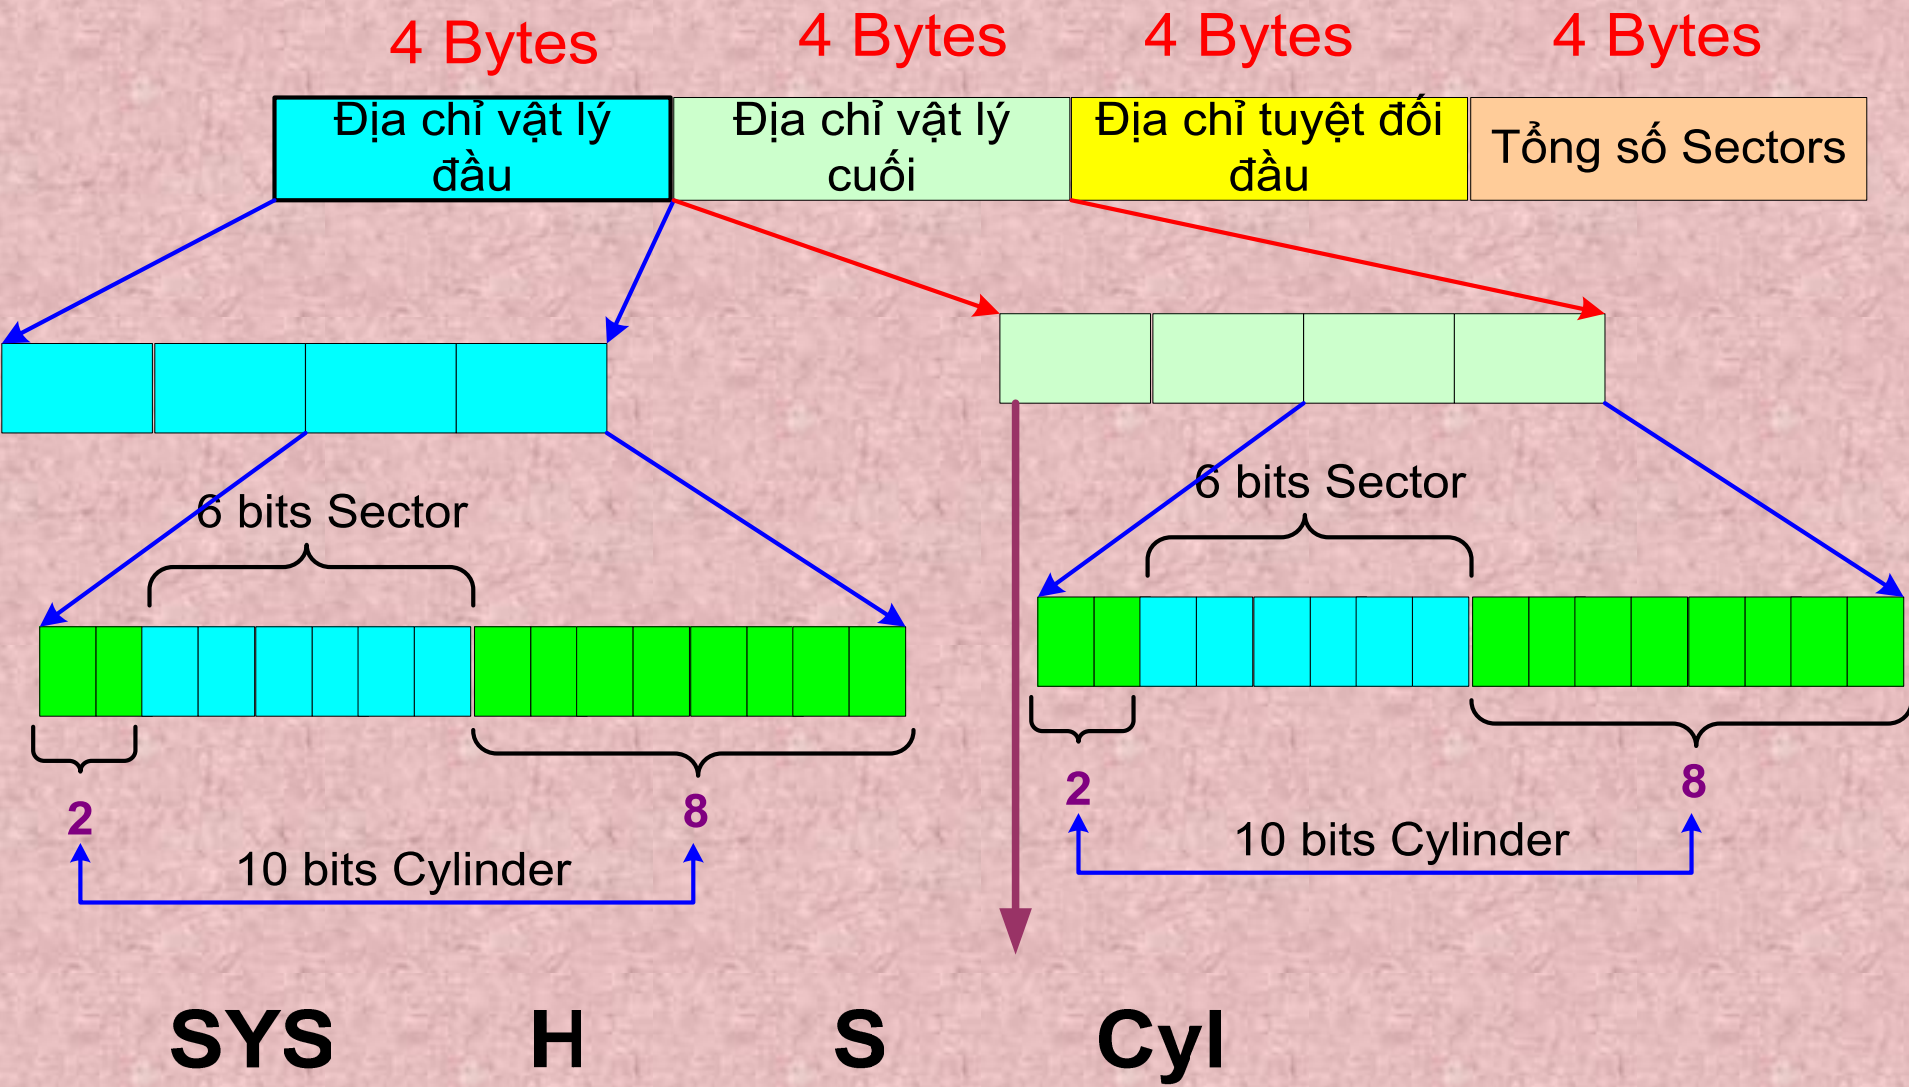 4 Bytes 4 Bytes 4 Bytes 4 Bytes
Địa chỉ vật lý
đầu
Địa chỉ vật lý
cuối
Địa chỉ tuyệt đối
đầu
Tổng số Sectors
6 bits Sector
6 bits Sector
2
8
10 bits Cylinder
2
8
10 bits Cylinder
SYS H S Cyl